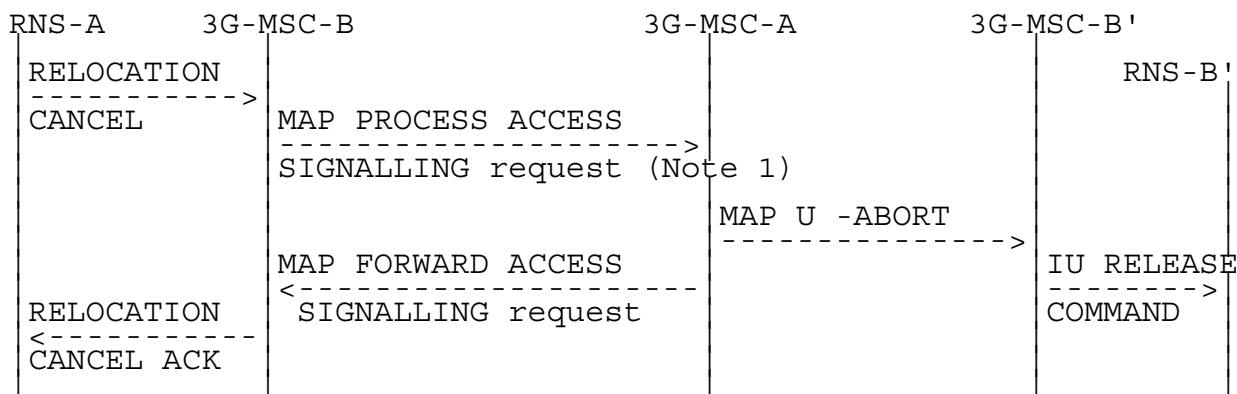 RNS-A 3G-MSC-B 3G-MSC-A 3G-MSC-B'
RELOCATION RNS-B'
CANCEL MAP PROCESS ACCESS
SIGNALLING request (Note 1)
MAP U -ABORT
MAP FORWARD ACCESS IU RELEASE
RELOCATION SIGNALLING request COMMAND
CANCEL ACK